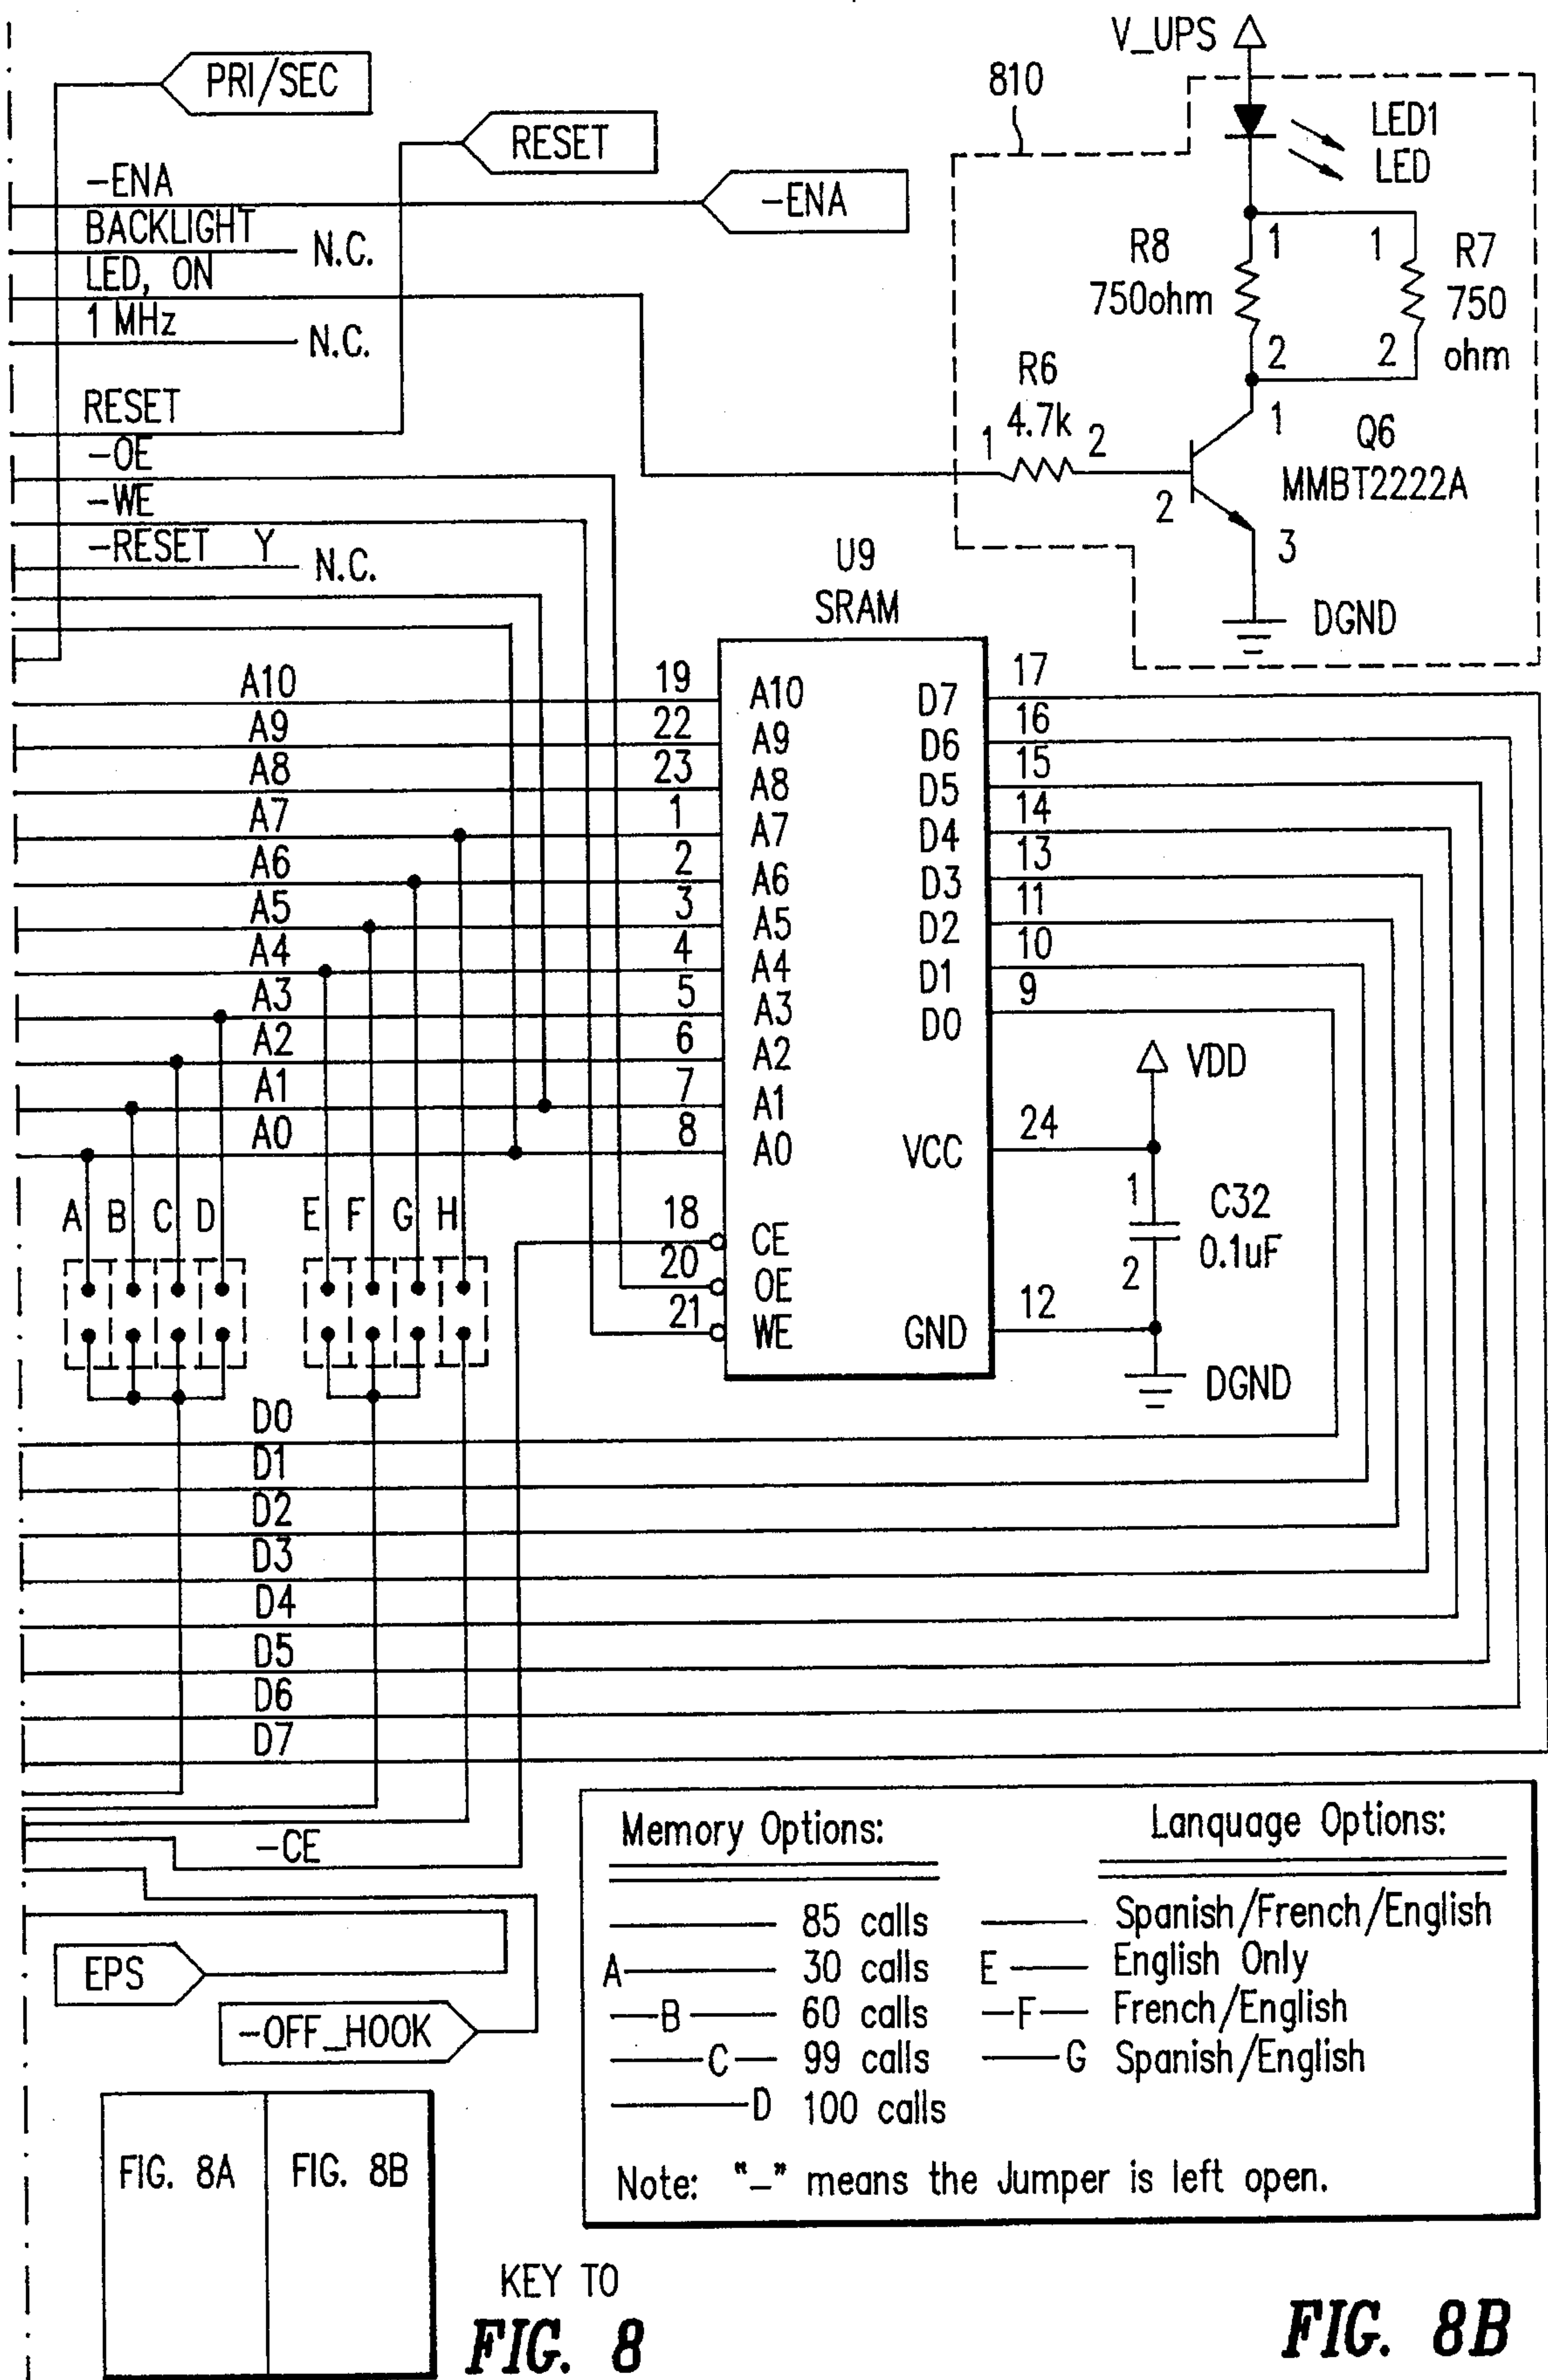 V_UPS
PRI/SEC
810
RESET
LED1
LED
-ENA
-ENA
BACKLIGHT
N.C.
LED, ON
1 MHz
N.C.
R8
750ohm
1
2
1
2
R7
750
ohm
R6
4.7k
1
2
RESET
-OE
-WE
-RESET Y
N.C.
1
Q6
MMBT2222A
2
3
DGND
U9
SRAM
A10 19 A10 D7 17
A9 22 A9 D6 16
A8 23 A8 D5 15
A7 1 A7 D4 14
A6 2 A6 D3 13
A5 3 A5 D2 11
A4 4 A4 D1 10
A3 5 A3 D0 9
A2 6 A2
A1 7 A1
A0 8 A0
VDD
VCC 24
A B C D E F G H
18 CE
20 OE
21 WE
1
C32
0.1uF
2
GND 12
DGND
D0
D1
D2
D3
D4
D5
D6
D7
-CE
EPS
-OFF_HOOK
Memory Options: Lanquage Options:
85 calls Spanish/French/English
A 30 calls E English Only
B 60 calls F French/English
C 99 calls G Spanish/English
D 100 calls
Note: "–" means the Jumper is left open.
FIG. 8A FIG. 8B
KEY TO
FIG. 8
FIG. 8B